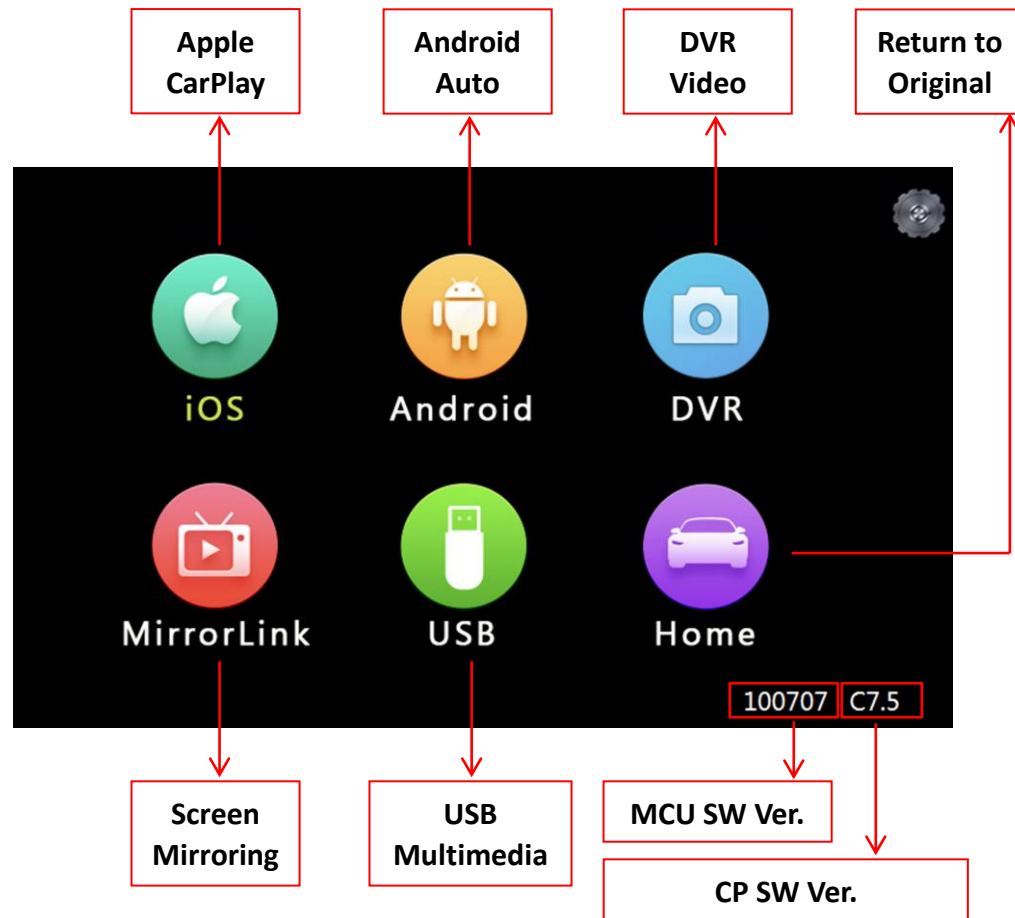 Apple
CarPlay
Android
Auto
DVR
Video
Return to
Original
iOS
Android
DVR
MirrorLink
USB
Home
100707
C7.5
Screen
Mirroring
USB
Multimedia
MCU SW Ver.
CP SW Ver.